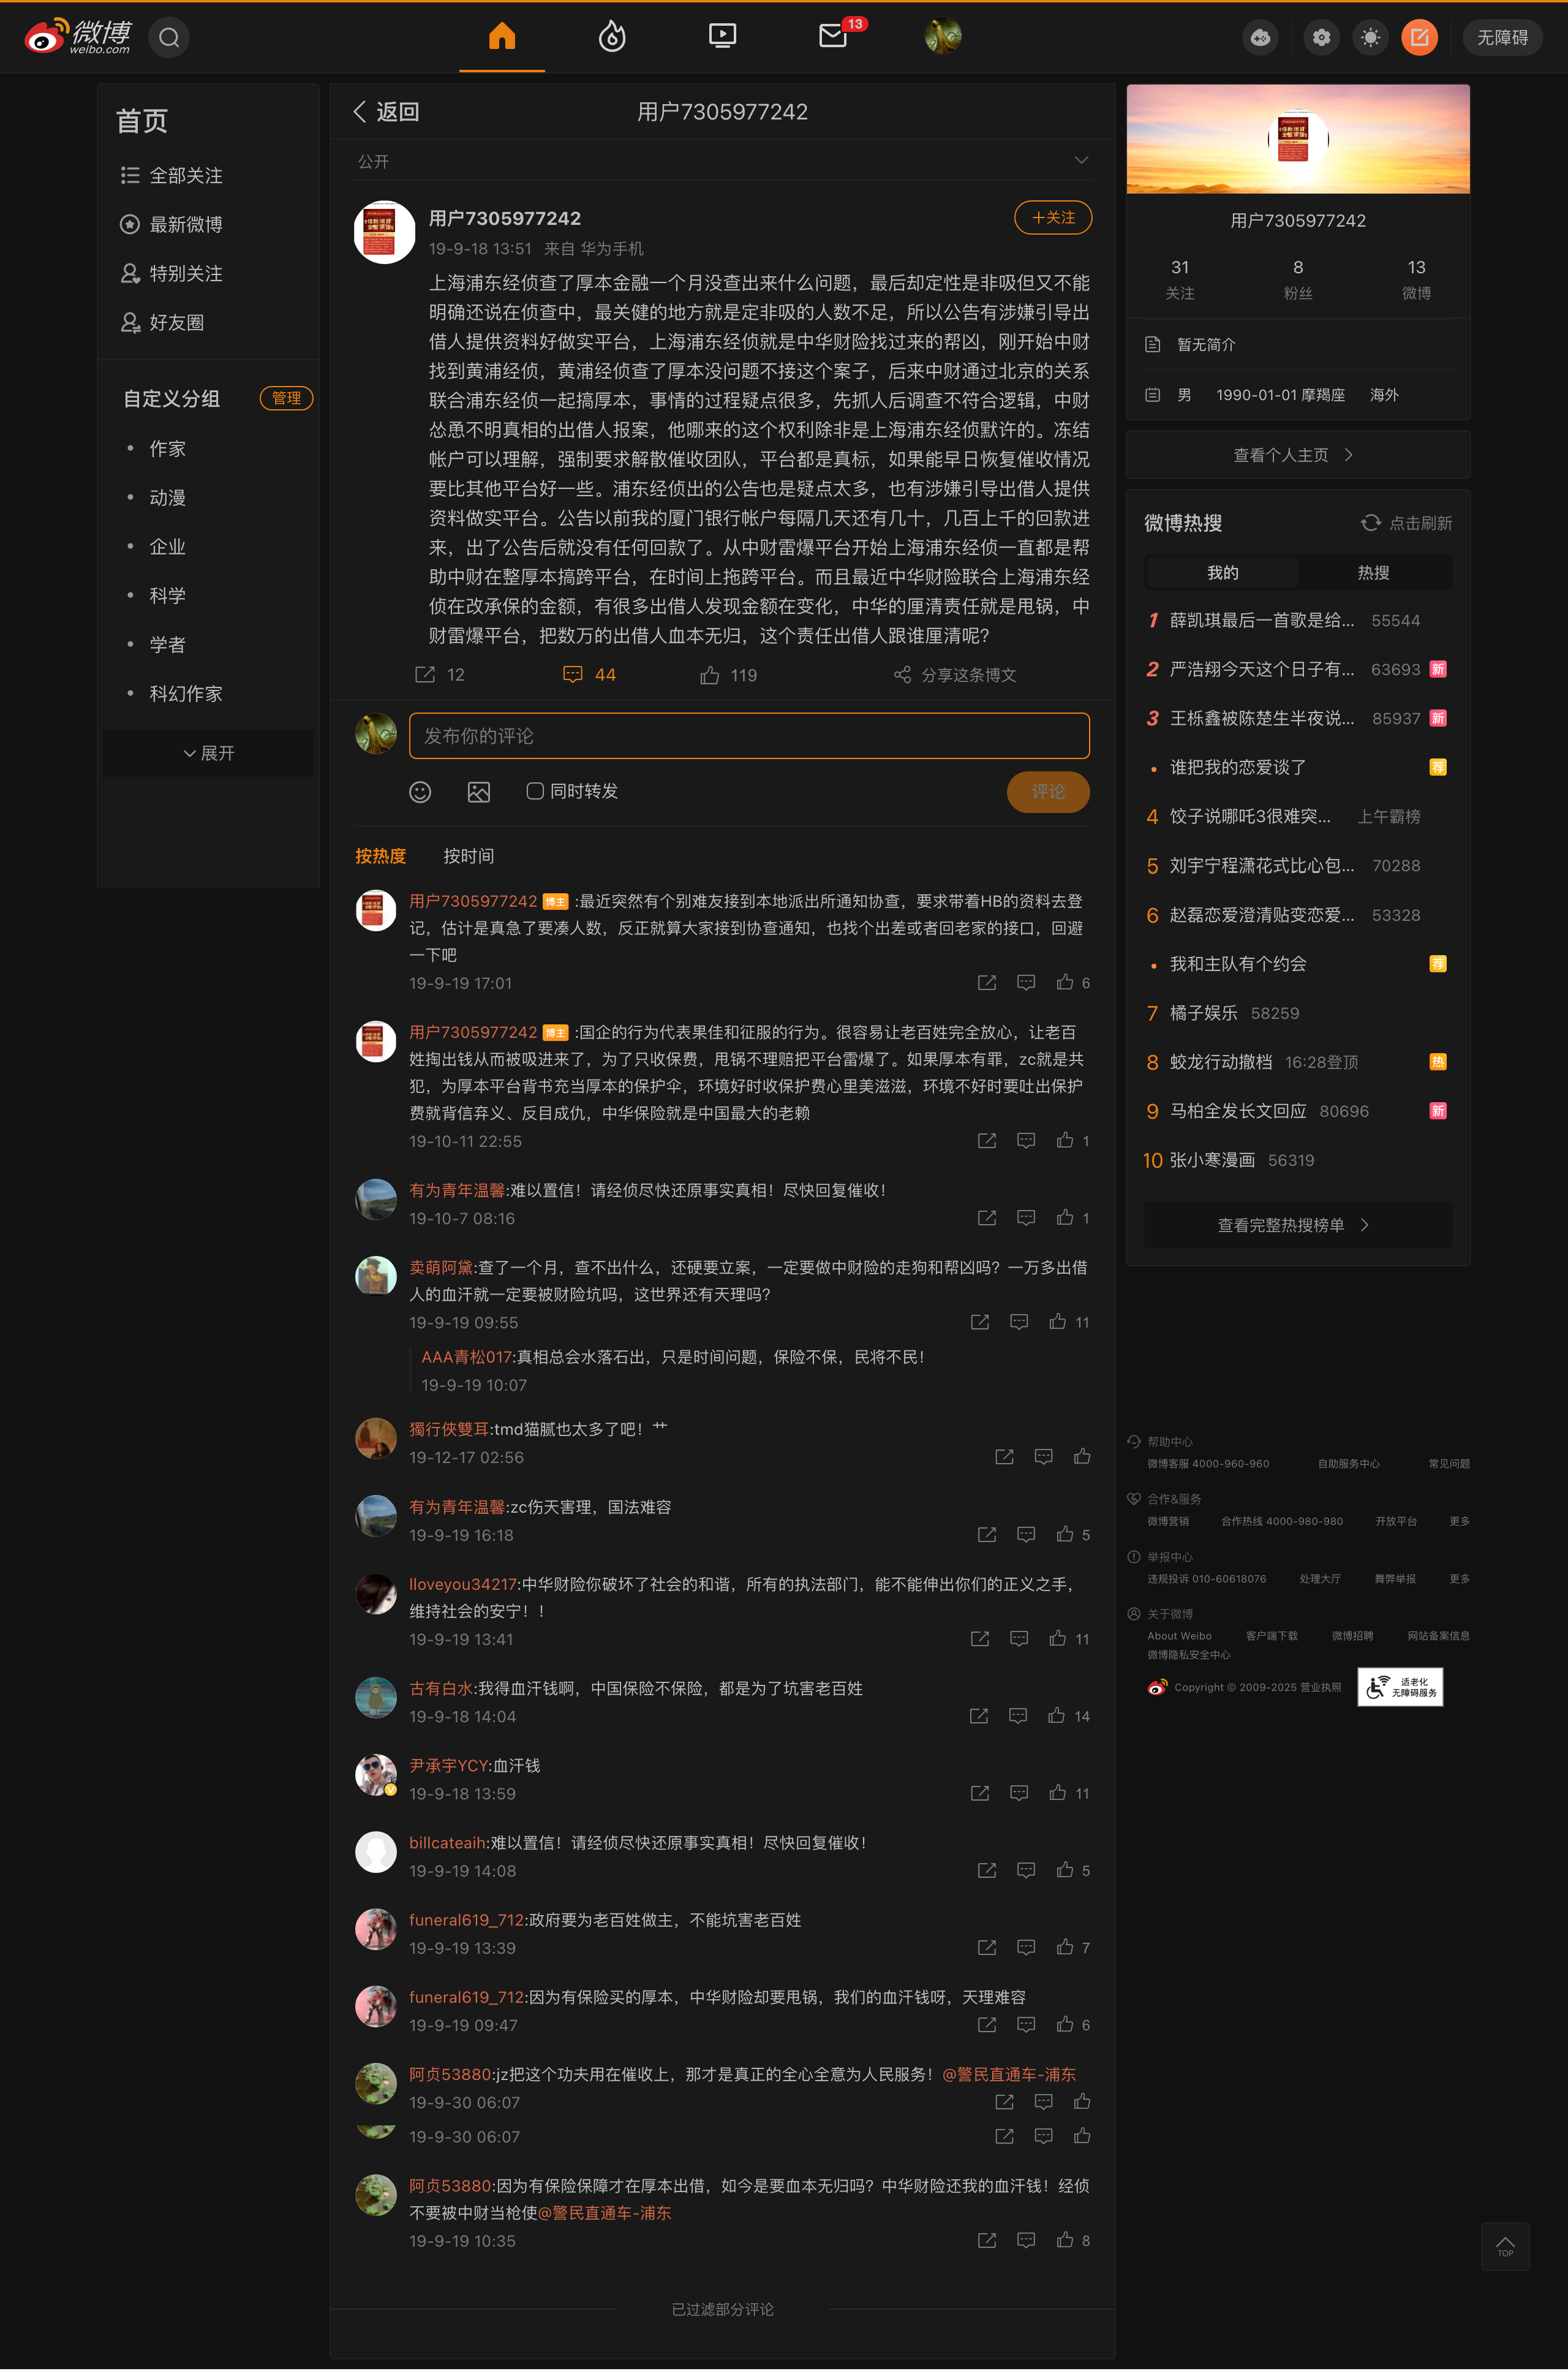 微博
weibo.com
13
无障碍
首页
全部关注
最新微博
特别关注
好友圈
自定义分组
管理
作家
动漫
企业
科学
学者
科幻作家
展开
返回
用户7305977242
公开
用户7305977242
+关注
19-9-18 13:51 来自 华为手机
上海浦东经侦查了厚本金融一个月没查出来什么问题，最后却定性是非吸但又不能
明确还说在侦查中，最关健的地方就是定非吸的人数不足，所以公告有涉嫌引导出
借人提供资料好做实平台，上海浦东经侦就是中华财险找过来的帮凶，刚开始中财
找到黄浦经侦，黄浦经侦查了厚本没问题不接这个案子，后来中财通过北京的关系
联合浦东经侦一起搞厚本，事情的过程疑点很多，先抓人后调查不符合逻辑，中财
怂恿不明真相的出借人报案，他哪来的这个权利除非是上海浦东经侦默许的。冻结
帐户可以理解，强制要求解散催收团队，平台都是真标，如果能早日恢复催收情况
要比其他平台好一些。浦东经侦出的公告也是疑点太多，也有涉嫌引导出借人提供
资料做实平台。公告以前我的厦门银行帐户每隔几天还有几十，几百上千的回款进
来，出了公告后就没有任何回款了。从中财雷爆平台开始上海浦东经侦一直都是帮
助中财在整厚本搞跨平台，在时间上拖跨平台。而且最近中华财险联合上海浦东经
侦在改承保的金额，有很多出借人发现金额在变化，中华的厘清责任就是甩锅，中
财雷爆平台，把数万的出借人血本无归，这个责任出借人跟谁厘清呢?
12
44
119
分享这条博文
发布你的评论
同时转发
评论
按热度
按时间
用户7305977242 博主 :最近突然有个别难友接到本地派出所通知协查，要求带着HB的资料去登
记，估计是真急了要凑人数，反正就算大家接到协查通知，也找个出差或者回老家的接口，回避
一下吧
19-9-19 17:01
6
用户7305977242 博主 :国企的行为代表果佳和征服的行为。很容易让老百姓完全放心，让老百
姓掏出钱从而被吸进来了，为了只收保费，甩锅不理赔把平台雷爆了。如果厚本有罪，zc就是共
犯，为厚本平台背书充当厚本的保护伞，环境好时收保护费心里美滋滋，环境不好时要吐出保护
费就背信弃义、反目成仇，中华保险就是中国最大的老赖
19-10-11 22:55
1
有为青年温馨:难以置信！请经侦尽快还原事实真相！尽快回复催收！
19-10-7 08:16
1
卖萌阿黛:查了一个月，查不出什么，还硬要立案，一定要做中财险的走狗和帮凶吗？一万多出借
人的血汗就一定要被财险坑吗，这世界还有天理吗?
19-9-19 09:55
11
AAA青松017:真相总会水落石出，只是时间问题，保险不保，民将不民！
19-9-19 10:07
獨行俠雙耳:tmd猫腻也太多了吧！艹
19-12-17 02:56
有为青年温馨:zc伤天害理，国法难容
19-9-19 16:18
5
lloveyou34217:中华财险你破坏了社会的和谐，所有的执法部门，能不能伸出你们的正义之手，
维持社会的安宁！!
19-9-19 13:41
11
古有白水:我得血汗钱啊，中国保险不保险，都是为了坑害老百姓
19-9-18 14:04
14
尹承宇YCY:血汗钱
19-9-18 13:59
11
billcateaih:难以置信！请经侦尽快还原事实真相！尽快回复催收！
19-9-19 14:08
5
funeral619_712:政府要为老百姓做主，不能坑害老百姓
19-9-19 13:39
7
funeral619_712:因为有保险买的厚本，中华财险却要甩锅，我们的血汗钱呀，天理难容
19-9-19 09:47
6
阿贞53880:jz把这个功夫用在催收上，那才是真正的全心全意为人民服务！@警民直通车-浦东
19-9-30 06:07
19-9-30 06:07
阿贞53880:因为有保险保障才在厚本出借，如今是要血本无归吗？中华财险还我的血汗钱！经侦
不要被中财当枪使@警民直通车-浦东
19-9-19 10:35
8
已过滤部分评论
用户7305977242
31
关注
8
粉丝
13
微博
暂无简介
男 1990-01-01 摩羯座 海外
查看个人主页
微博热搜
点击刷新
我的
热搜
1 薛凯琪最后一首歌是给... 55544
2 严浩翔今天这个日子有... 63693 新
3 王栎鑫被陈楚生半夜说... 85937 新
谁把我的恋爱谈了 荐
4 饺子说哪吒3很难突... 上午霸榜
5 刘宇宁程潇花式比心包... 70288
6 赵磊恋爱澄清贴变恋爱... 53328
我和主队有个约会 荐
7 橘子娱乐 58259
8 蛟龙行动撤档 16:28登顶 热
9 马柏全发长文回应 80696 新
10 张小寒漫画 56319
查看完整热搜榜单
帮助中心
微博客服 4000-960-960 自助服务中心 常见问题
合作&服务
微博营销 合作热线 4000-980-980 开放平台 更多
举报中心
违规投诉 010-60618076 处理大厅 舞弊举报 更多
关于微博
About Weibo 客户端下载 微博招聘 网站备案信息
微博隐私安全中心
Copyright © 2009-2025 营业执照
适老化
无障碍服务
TOP